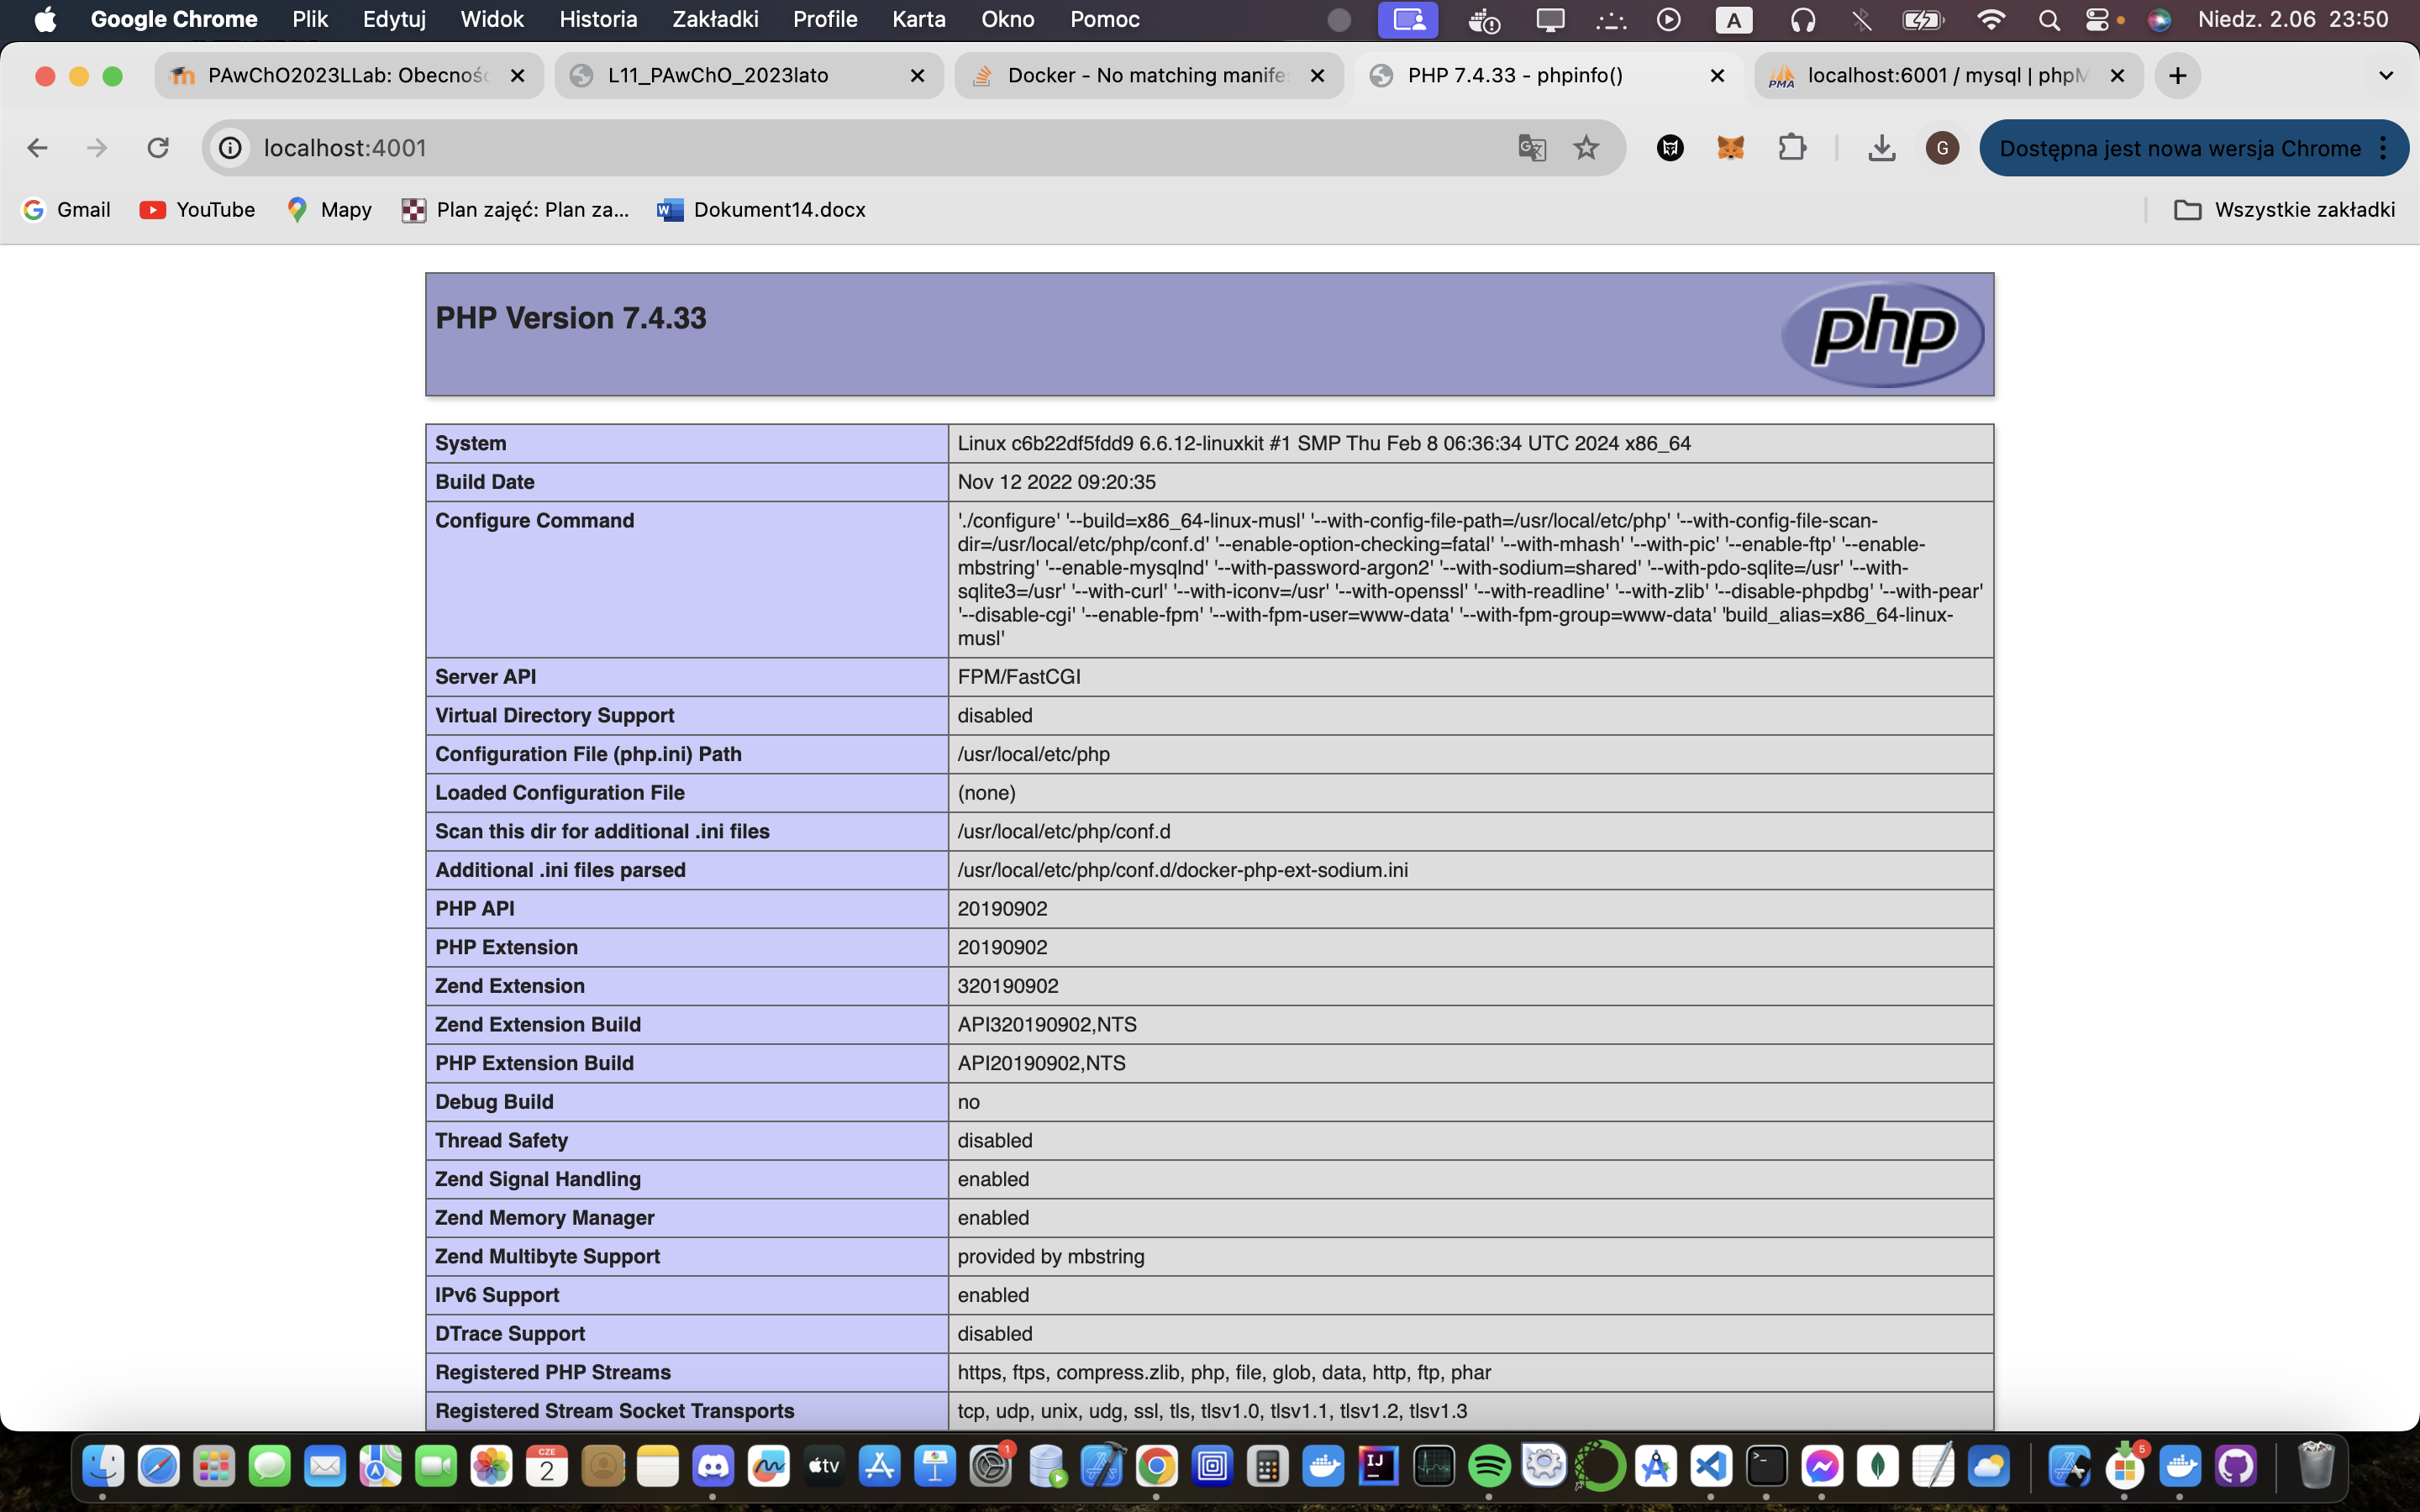 Google Chrome Plik Edytuj Widok Historia Zakładki Profile Karta Okno Pomoc A Niedz. 2.06 23:50
PAwChO2023LLab: Obecnoś L11_PAwChO_2023lato Docker - No matching manife PHP 7.4.33 - phpinfo() PMA localhost:6001 / mysql | phpM
localhost:4001 G Dostępna jest nowa wersja Chrome
Gmail YouTube Mapy Plan zajęć: Plan za... Dokument14.docx Wszystkie zakładki
PHP Version 7.4.33 php
System Linux c6b22df5fdd9 6.6.12-linuxkit #1 SMP Thu Feb 8 06:36:34 UTC 2024 x86_64
Build Date Nov 12 2022 09:20:35
Configure Command './configure' '--build=x86_64-linux-musl' '--with-config-file-path=/usr/local/etc/php' '--with-config-file-scan-
dir=/usr/local/etc/php/conf.d' '--enable-option-checking=fatal' '--with-mhash' '--with-pic' '--enable-ftp' '--enable-
mbstring' '--enable-mysqlnd' '--with-password-argon2' '--with-sodium=shared' '--with-pdo-sqlite=/usr' '--with-
sqlite3=/usr' '--with-curl' '--with-iconv=/usr' '--with-openssl' '--with-readline' '--with-zlib' '--disable-phpdbg' '--with-pear'
'--disable-cgi' '--enable-fpm' '--with-fpm-user=www-data' '--with-fpm-group=www-data' 'build_alias=x86_64-linux-
musl'
Server API FPM/FastCGI
Virtual Directory Support disabled
Configuration File (php.ini) Path /usr/local/etc/php
Loaded Configuration File (none)
Scan this dir for additional .ini files /usr/local/etc/php/conf.d
Additional .ini files parsed /usr/local/etc/php/conf.d/docker-php-ext-sodium.ini
PHP API 20190902
PHP Extension 20190902
Zend Extension 320190902
Zend Extension Build API320190902,NTS
PHP Extension Build API20190902,NTS
Debug Build no
Thread Safety disabled
Zend Signal Handling enabled
Zend Memory Manager enabled
Zend Multibyte Support provided by mbstring
IPv6 Support enabled
DTrace Support disabled
Registered PHP Streams https, ftps, compress.zlib, php, file, glob, data, http, ftp, phar
Registered Stream Socket Transports tcp, udp, unix, udg, ssl, tls, tlsv1.0, tlsv1.1, tlsv1.2, tlsv1.3
CZE 2 tv 1 IJ 5